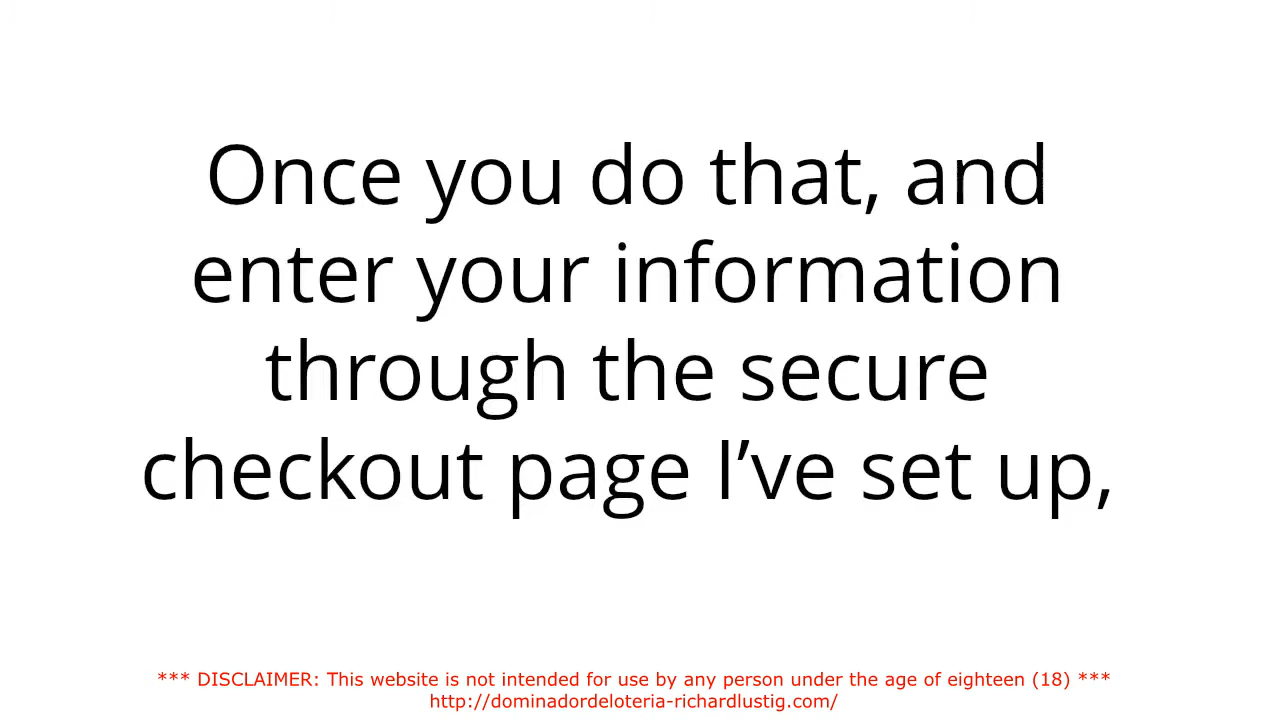 Once you do that, and
enter your information
through the secure
checkout page I’ve set up,
*** DISCLAIMER: This website is not intended for use by any person under the age of eighteen (18) ***
http://dominadordeloteria-richardlustig.com/